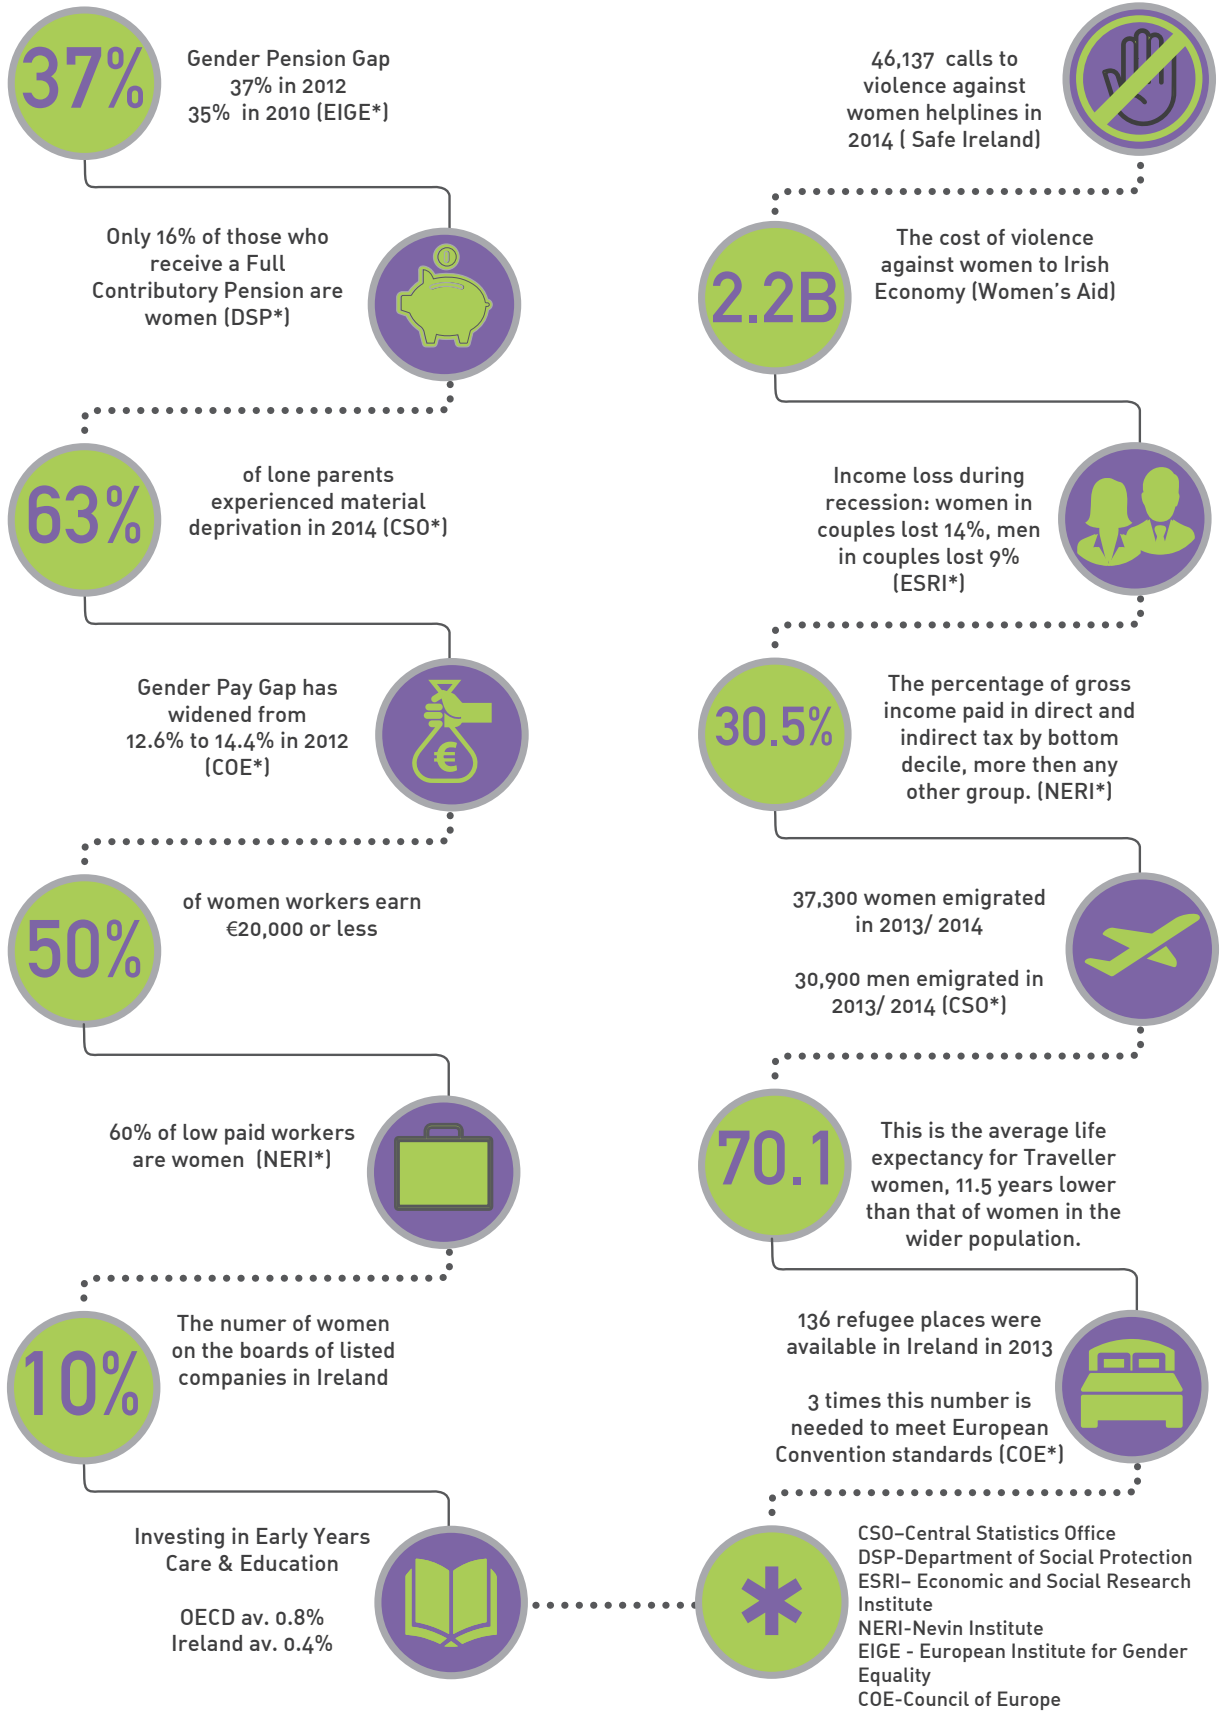 37%
Gender Pension Gap
37% in 2012
35% in 2010 (EIGE*)
Only 16% of those who
receive a Full
Contributory Pension are
women (DSP*)
63%
of lone parents
experienced material
deprivation in 2014 (CSO*)
Gender Pay Gap has
widened from
12.6% to 14.4% in 2012
(COE*)
€
50%
of women workers earn
€20,000 or less
60% of low paid workers
are women (NERI*)
10%
The numer of women
on the boards of listed
companies in Ireland
Investing in Early Years
Care & Education
OECD av. 0.8%
Ireland av. 0.4%
46,137 calls to
violence against
women helplines in
2014 ( Safe Ireland)
2.2B
The cost of violence
against women to Irish
Economy (Women's Aid)
Income loss during
recession: women in
couples lost 14%, men
in couples lost 9%
(ESRI*)
30.5%
The percentage of gross
income paid in direct and
indirect tax by bottom
decile, more then any
other group. (NERI*)
37,300 women emigrated
in 2013/ 2014
30,900 men emigrated in
2013/ 2014 (CSO*)
70.1
This is the average life
expectancy for Traveller
women, 11.5 years lower
than that of women in the
wider population.
136 refugee places were
available in Ireland in 2013
3 times this number is
needed to meet European
Convention standards (COE*)
*
CSO–Central Statistics Office
DSP-Department of Social Protection
ESRI– Economic and Social Research
Institute
NERI-Nevin Institute
EIGE - European Institute for Gender
Equality
COE-Council of Europe